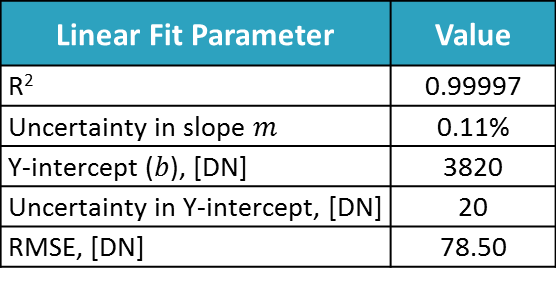 Linear Fit Parameter Value
R² 0.99997
Uncertainty in slope m 0.11%
Y-intercept (b), [DN] 3820
Uncertainty in Y-intercept, [DN] 20
RMSE, [DN] 78.50